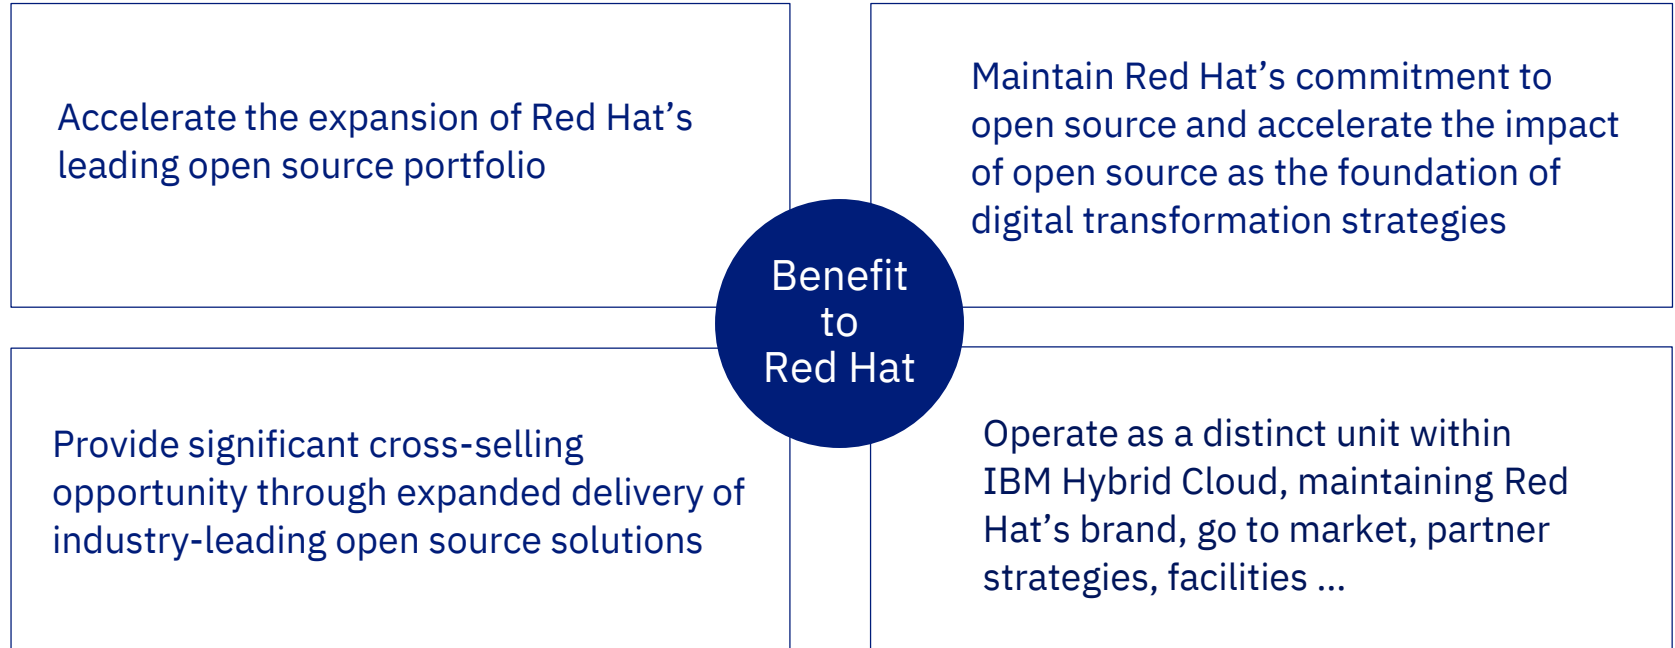 Accelerate the expansion of Red Hat’s
leading open source portfolio
Maintain Red Hat’s commitment to
open source and accelerate the impact
of open source as the foundation of
digital transformation strategies
Benefit
to
Red Hat
Provide significant cross-selling
opportunity through expanded delivery of
industry-leading open source solutions
Operate as a distinct unit within
IBM Hybrid Cloud, maintaining Red
Hat’s brand, go to market, partner
strategies, facilities ...